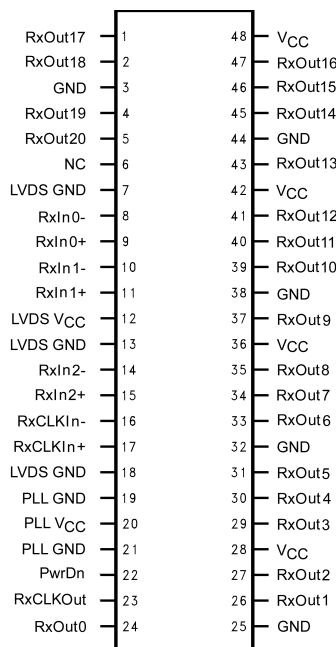 RxOut17 1 48 VCC
RxOut18 2 47 RxOut16
GND 3 46 RxOut15
RxOut19 4 45 RxOut14
RxOut20 5 44 GND
NC 6 43 RxOut13
LVDS GND 7 42 VCC
RxIn0- 8 41 RxOut12
RxIn0+ 9 40 RxOut11
RxIn1- 10 39 RxOut10
RxIn1+ 11 38 GND
LVDS VCC 12 37 RxOut9
LVDS GND 13 36 VCC
RxIn2- 14 35 RxOut8
RxIn2+ 15 34 RxOut7
RxCLKIn- 16 33 RxOut6
RxCLKIn+ 17 32 GND
LVDS GND 18 31 RxOut5
PLL GND 19 30 RxOut4
PLL VCC 20 29 RxOut3
PLL GND 21 28 VCC
PwrDn 22 27 RxOut2
RxCLKOut 23 26 RxOut1
RxOut0 24 25 GND